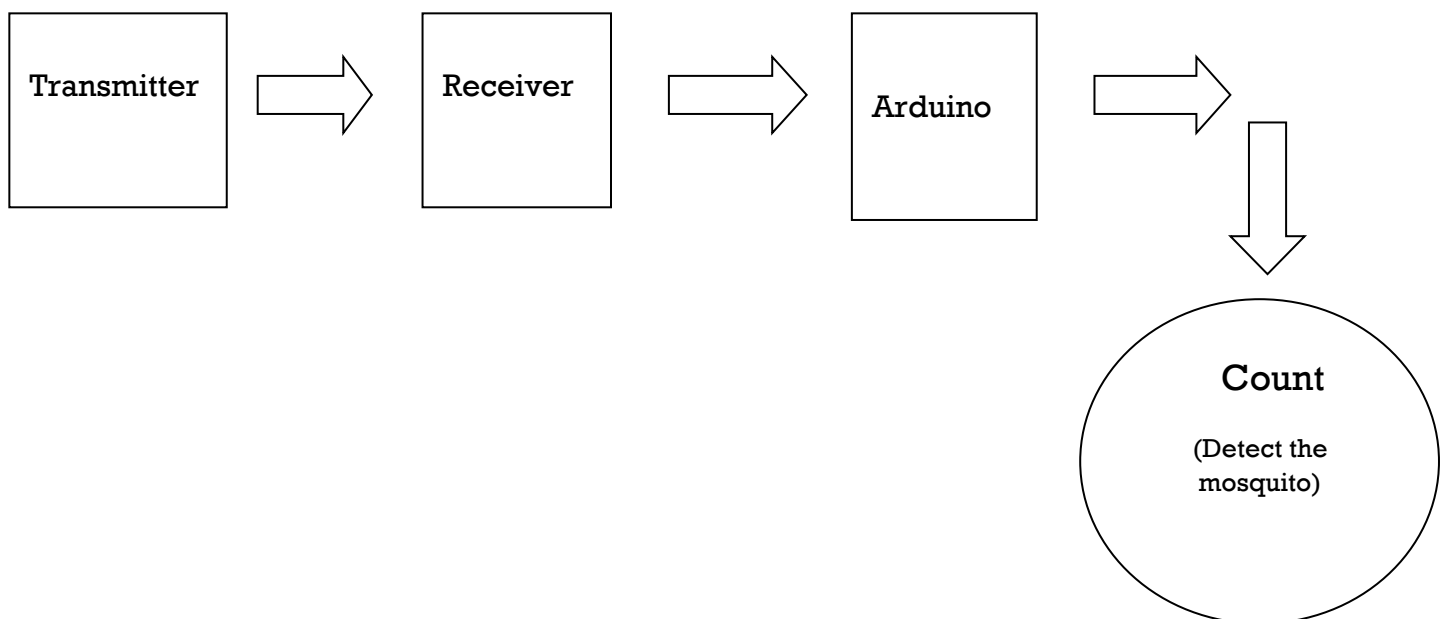 Transmitter
Receiver
Arduino
Count
(Detect the
mosquito)